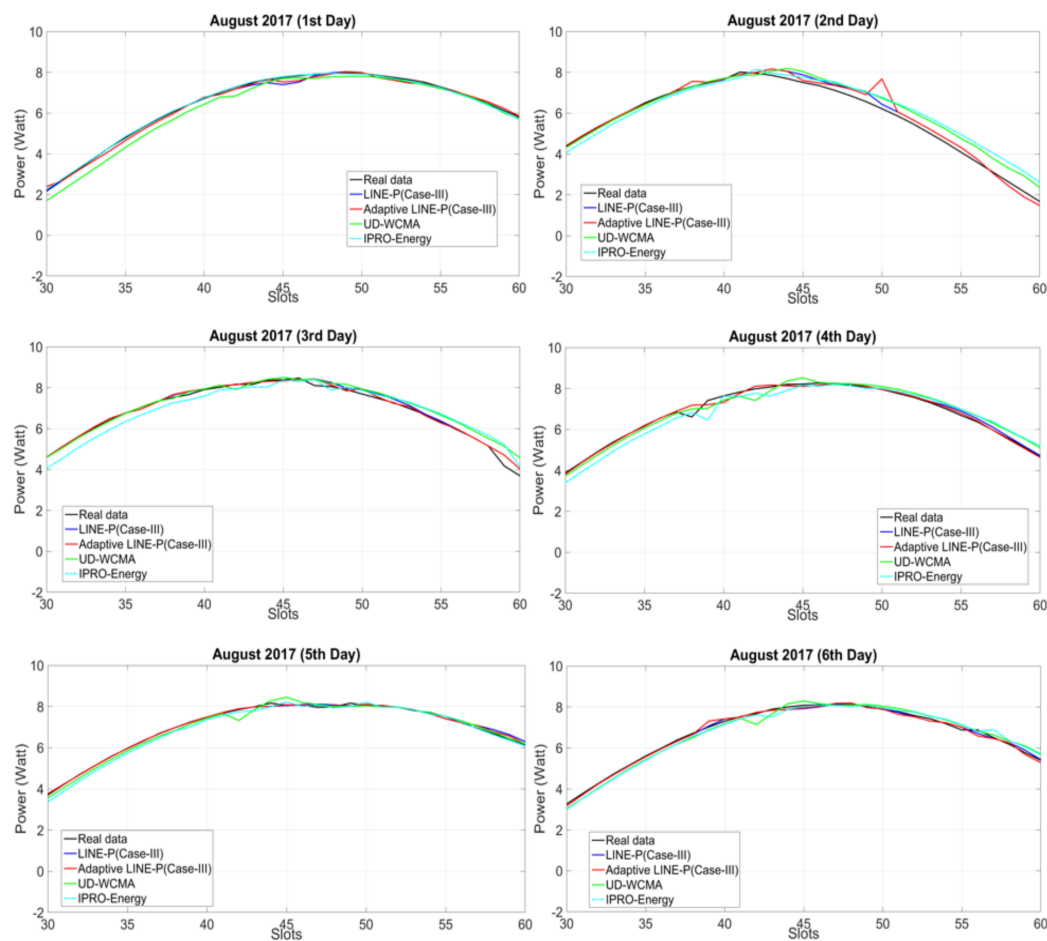 August 2017 (1st Day)
10
8
6
4
2
0
-2
Power (Watt)
Real data
LINE-P(Case-III)
Adaptive LINE-P(Case-III)
UD-WCMA
IPRO-Energy
30 35 40 45 50 55 60
Slots
August 2017 (2nd Day)
10
8
6
4
2
0
-2
Power (Watt)
Real data
LINE-P(Case-III)
Adaptive LINE-P(Case-III)
UD-WCMA
IPRO-Energy
30 35 40 45 50 55 60
Slots
August 2017 (3rd Day)
10
8
6
4
2
0
-2
Power (Watt)
Real data
LINE-P(Case-III)
Adaptive LINE-P(Case-III)
UD-WCMA
IPRO-Energy
30 35 40 45 50 55 60
Slots
August 2017 (4th Day)
10
8
6
4
2
0
-2
Power (Watt)
Real data
LINE-P(Case-III)
Adaptive LINE-P(Case-III)
UD-WCMA
IPRO-Energy
30 35 40 45 50 55 60
Slots
August 2017 (5th Day)
10
8
6
4
2
0
-2
Power (Watt)
Real data
LINE-P(Case-III)
Adaptive LINE-P(Case-III)
UD-WCMA
IPRO-Energy
30 35 40 45 50 55 60
Slots
August 2017 (6th Day)
10
8
6
4
2
0
-2
Power (Watt)
Real data
LINE-P(Case-III)
Adaptive LINE-P(Case-III)
UD-WCMA
IPRO-Energy
30 35 40 45 50 55 60
Slots